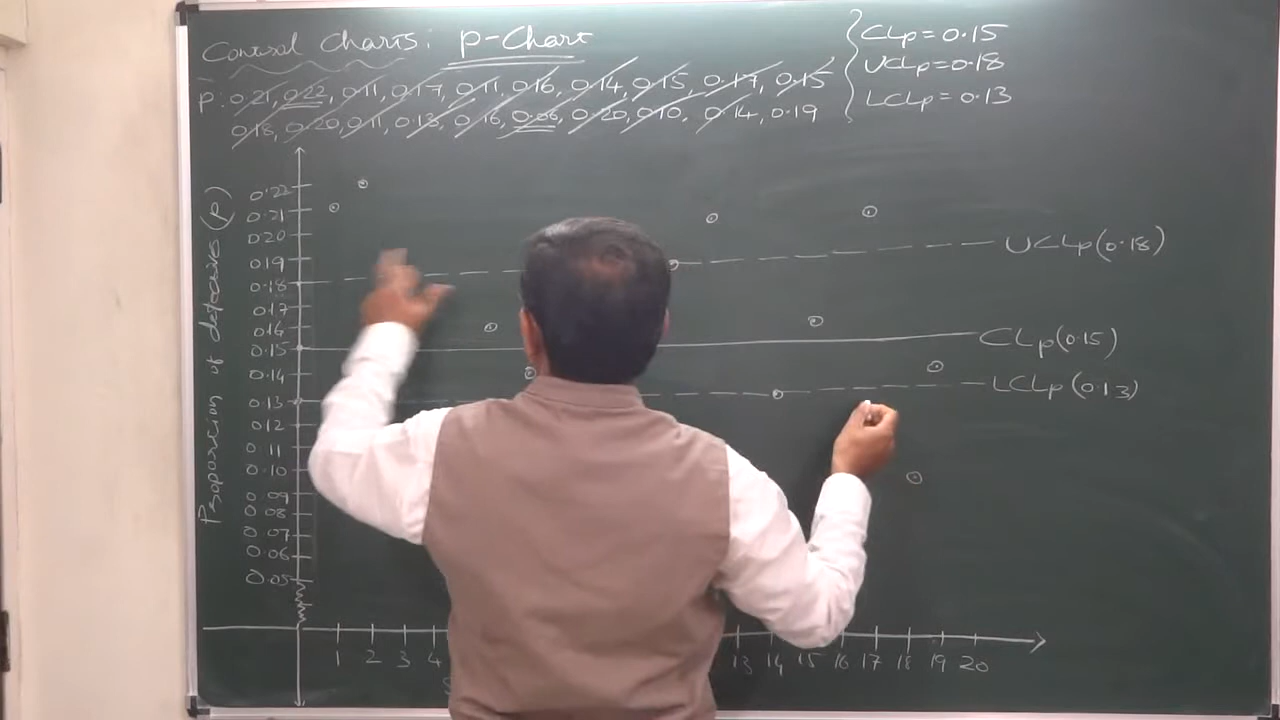 Control Charts: p-Chart
p: 0.21, 0.22, 0.11, 0.17, 0.11, 0.16, 0.14, 0.15, 0.17, 0.15
0.18, 0.20, 0.11, 0.13, 0.16, 0.06, 0.20, 0.10, 0.14, 0.19
CLp = 0.15
UCLp = 0.18
LCLp = 0.13
Proportion of defectives (p)
0.22
0.21
0.20
0.19
0.18
0.17
0.16
0.15
0.14
0.13
0.12
0.11
0.10
0.09
0.08
0.07
0.06
0.05
UCLp (0.18)
CLp (0.15)
LCLp (0.13)
1 2 3 4 13 14 15 16 17 18 19 20